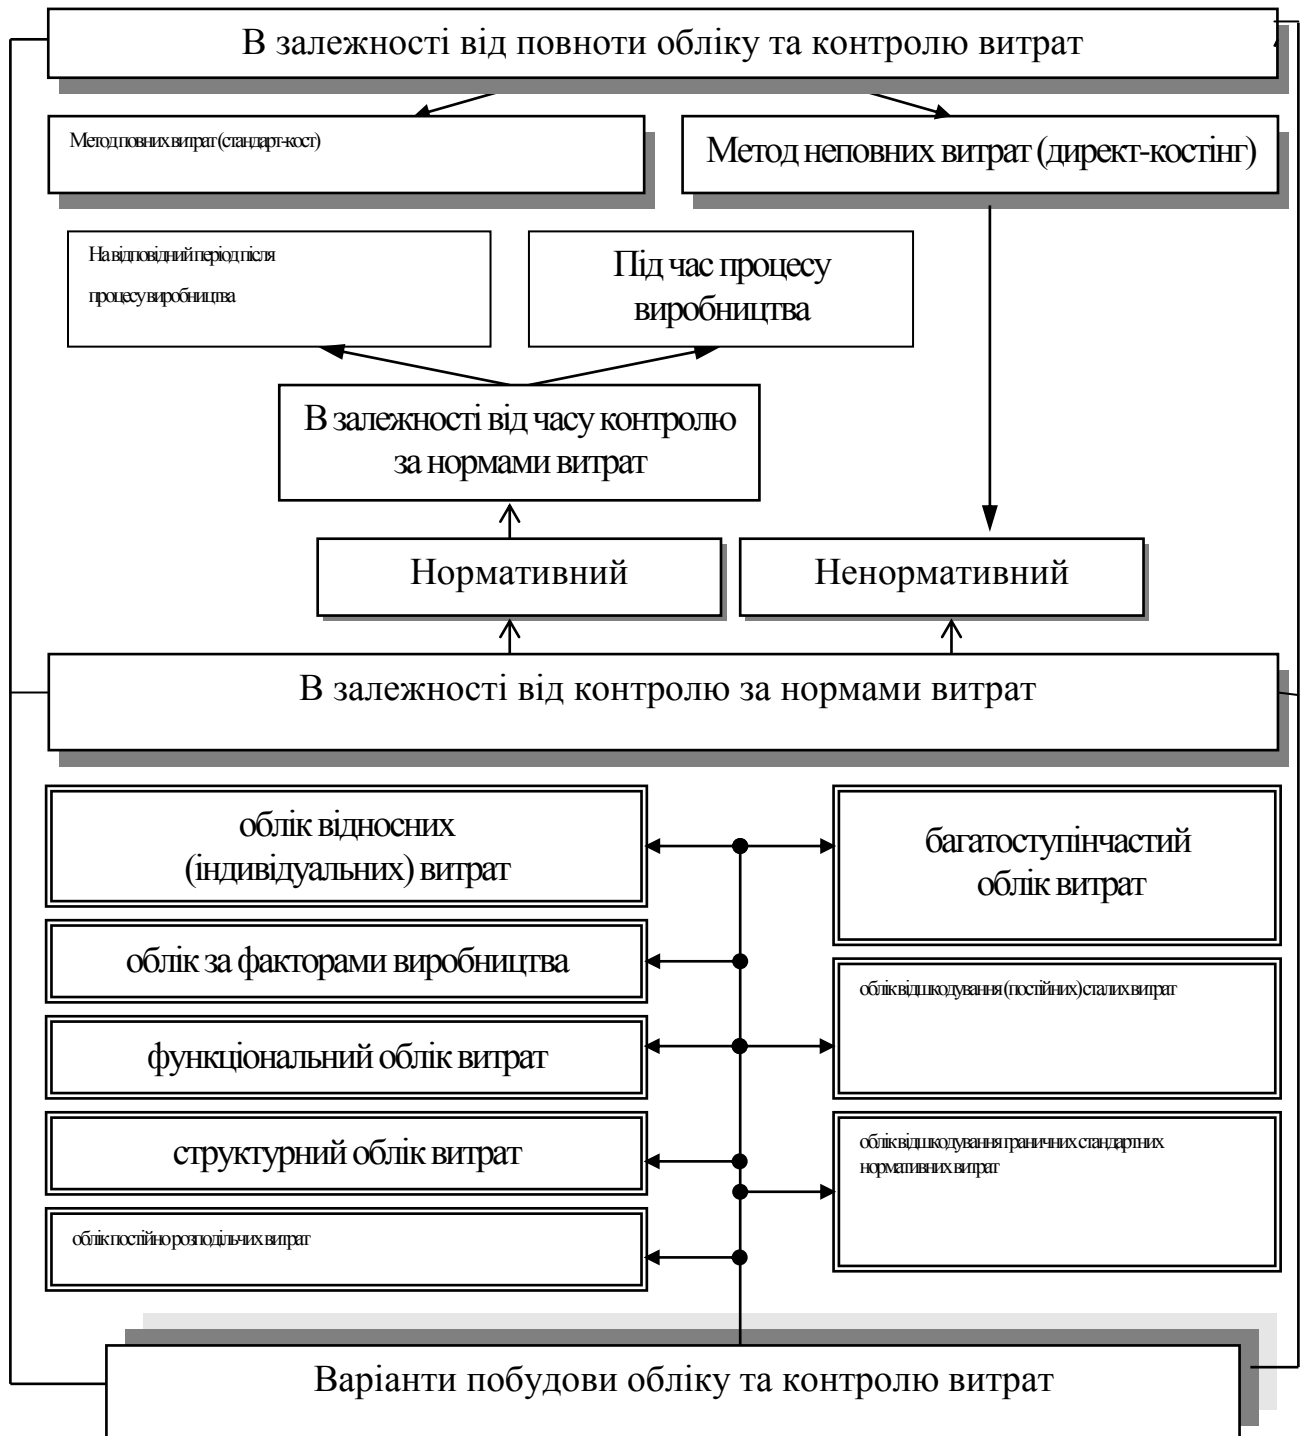 В залежності від повноти обліку та контролю витрат
Метод повних витрат (стандарт-кост)
Метод неповних витрат (директ-костінг)
На відповідний період після
процесу виробництва
Під час процесу
виробництва
В залежності від часу контролю
за нормами витрат
Нормативний
Ненормативний
В залежності від контролю за нормами витрат
облік відносних
(індивідуальних) витрат
багатоступінчастий
облік витрат
облік за факторами виробництва
облік відшкодування (постійних) сталих витрат
функціональний облік витрат
структурний облік витрат
облік відшкодування граничних стандартних
нормативних витрат
облік постійно розподільчих витрат
Варіанти побудови обліку та контролю витрат